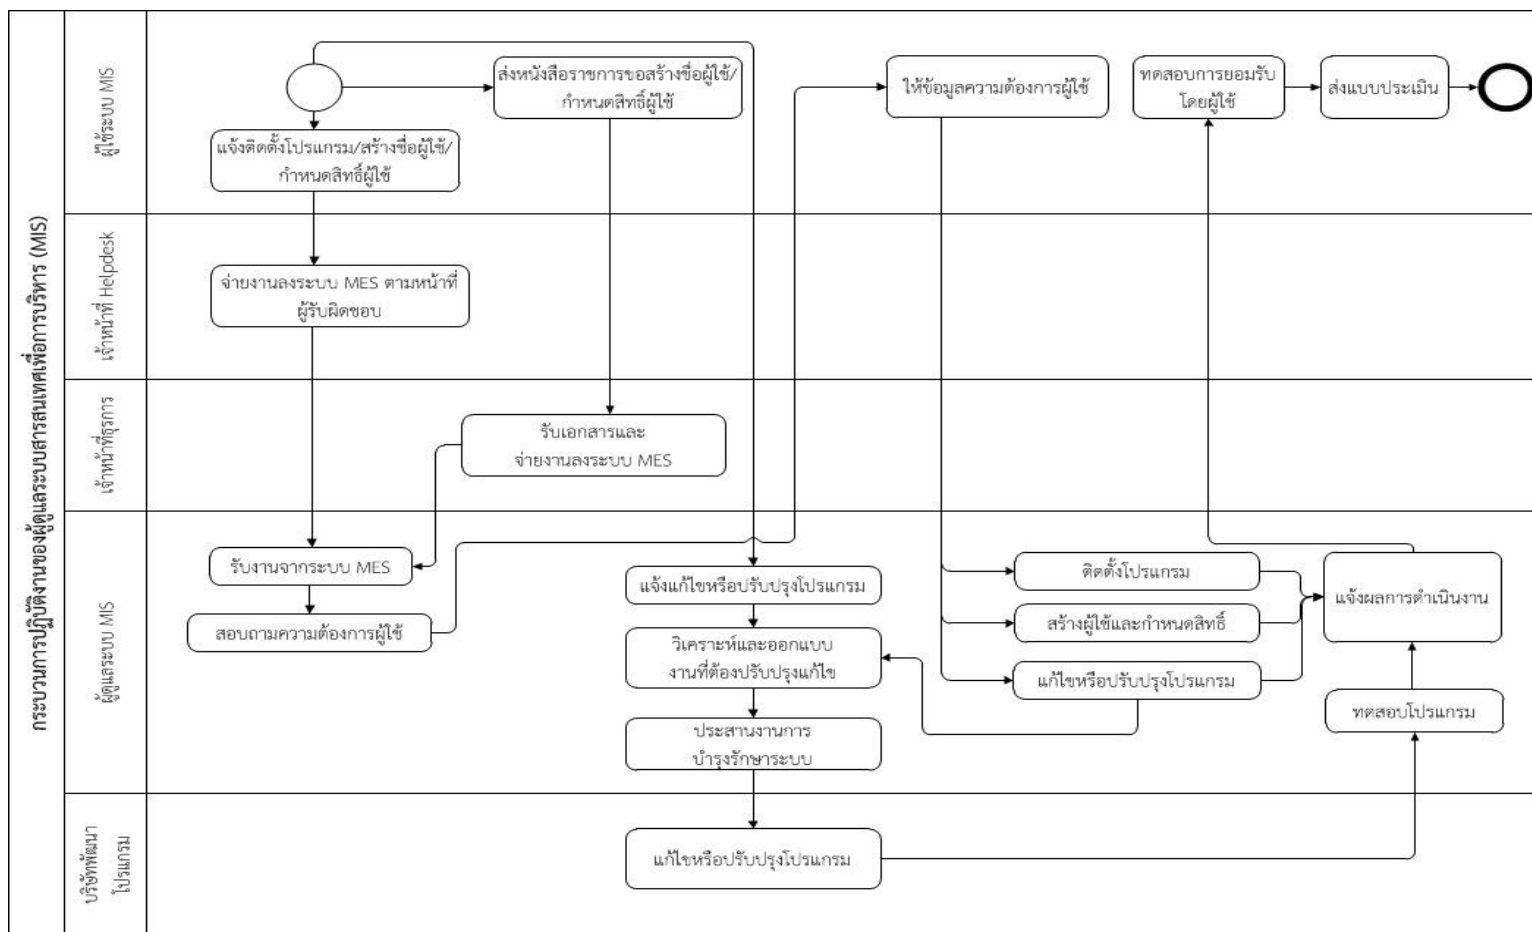 กระบวนการปฏิบัติงานของผู้ดูแลระบบสารสนเทศเพื่อการบริหาร (MIS)
ผู้ใช้ระบบ MIS
ส่งหนังสือราชการขอสร้างชื่อผู้ใช้/
กำหนดสิทธิ์ผู้ใช้
แจ้งติดตั้งโปรแกรม/สร้างชื่อผู้ใช้/
กำหนดสิทธิ์ผู้ใช้
ให้ข้อมูลความต้องการผู้ใช้
ทดสอบการยอมรับ
โดยผู้ใช้
ส่งแบบประเมิน
เจ้าหน้าที่ Helpdesk
จ่ายงานลงระบบ MES ตามหน้าที่
ผู้รับผิดชอบ
เจ้าหน้าที่ธุรการ
รับเอกสารและ
จ่ายงานลงระบบ MES
ผู้ดูแลระบบ MIS
รับงานจากระบบ MES
สอบถามความต้องการผู้ใช้
แจ้งแก้ไขหรือปรับปรุงโปรแกรม
วิเคราะห์และออกแบบ
งานที่ต้องปรับปรุงแก้ไข
ประสานงานการ
บำรุงรักษาระบบ
ติดตั้งโปรแกรม
สร้างผู้ใช้และกำหนดสิทธิ์
แก้ไขหรือปรับปรุงโปรแกรม
แจ้งผลการดำเนินงาน
ทดสอบโปรแกรม
บริษัทพัฒนา
โปรแกรม
แก้ไขหรือปรับปรุงโปรแกรม